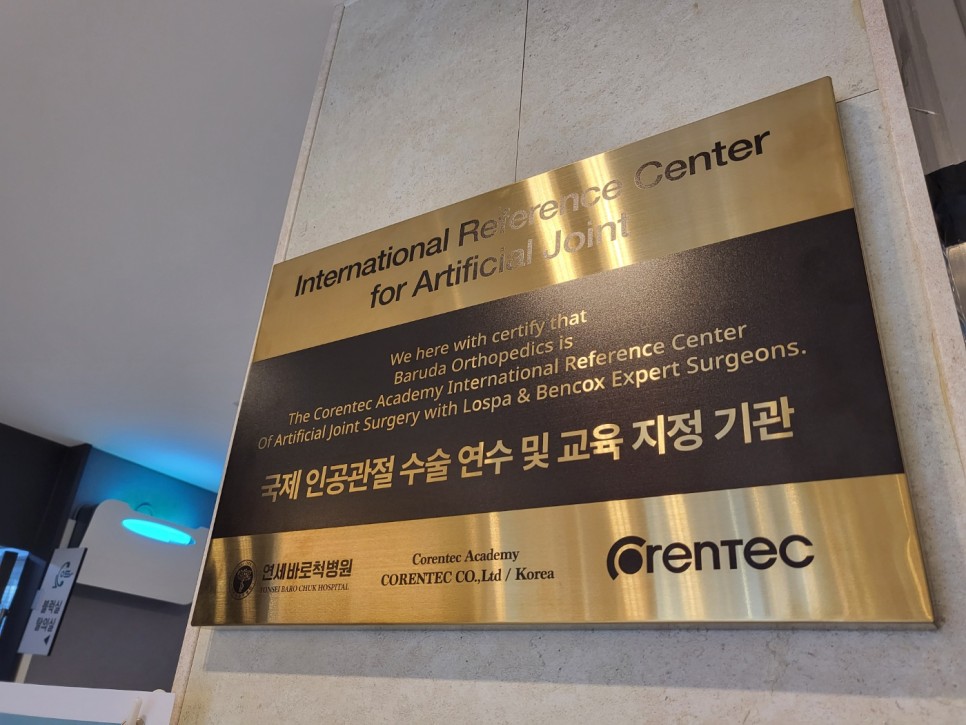 International Reference Center
for Artificial Joint
We here with certify that
Baruda Orthopedics is
The Corentec Academy International Reference Center
Of Artificial Joint Surgery with Lospa & Bencox Expert Surgeons.
국제 인공관절 수술 연수 및 교육 지정 기관
연세바로척병원
YONSEI BARO CHUK HOSPITAL
Corentec Academy
CORENTEC CO.,Ltd / Korea
CORENTEC
탈의실